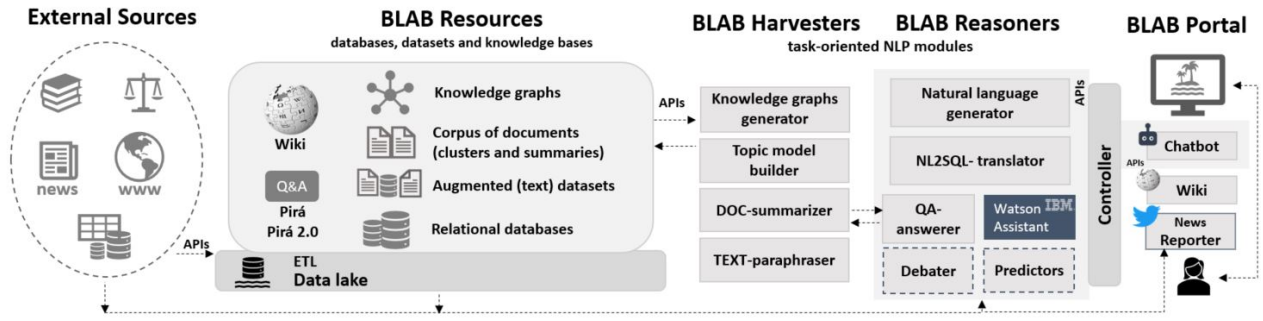 External Sources
BLAB Resources
databases, datasets and knowledge bases
BLAB Harvesters
BLAB Reasoners
task-oriented NLP modules
BLAB Portal
news
www
APIs
Wiki
Q&A
Pirá
Pirá 2.0
Knowledge graphs
Corpus of documents
(clusters and summaries)
Augmented (text) datasets
Relational databases
ETL
Data lake
APIs
Knowledge graphs
generator
Topic model
builder
DOC-summarizer
TEXT-paraphraser
Natural language
generator
NL2SQL- translator
QA-
answerer
Watson
Assistant
IBM
Debater
Predictors
APIs
Controller
Chatbot
APIs
Wiki
News
Reporter